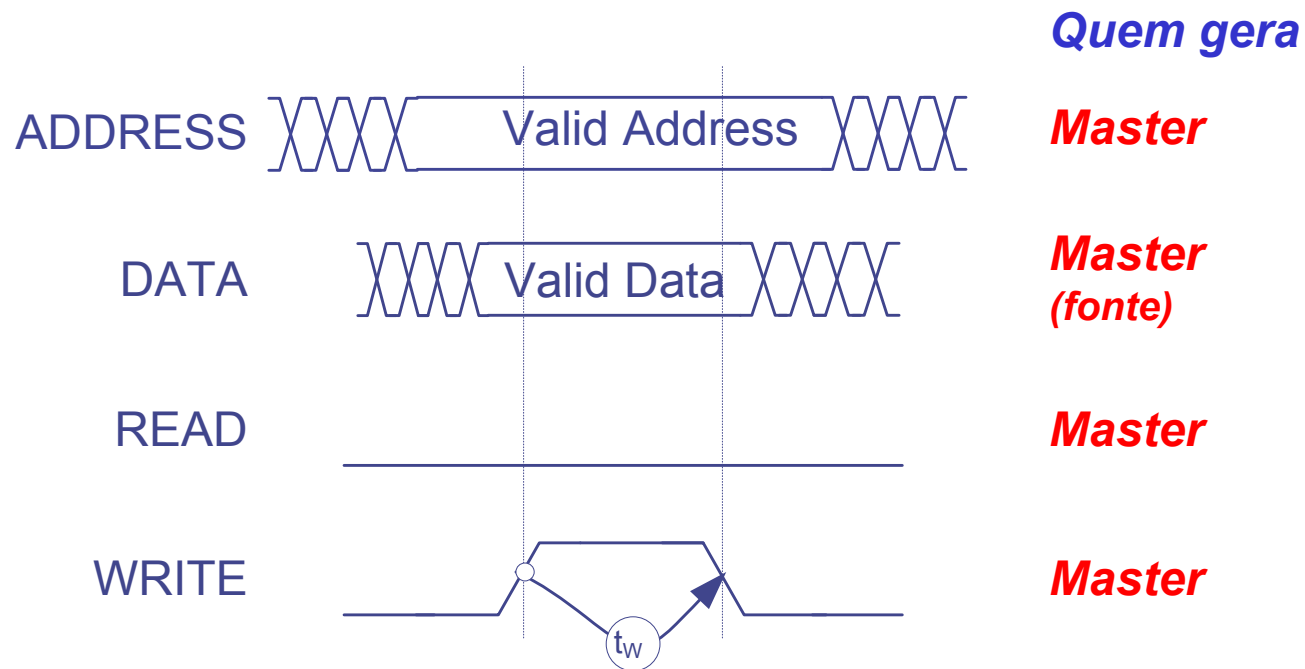 Quem gera
ADDRESS Valid Address Master
DATA Valid Data Master
(fonte)
READ Master
WRITE Master
tW